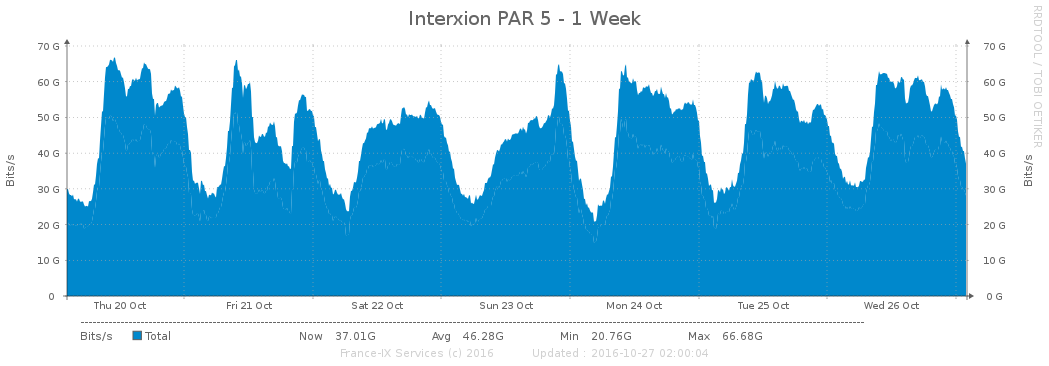 Interxion PAR 5 - 1 Week
RRDTOOL / TOBI OETIKER
70 G 70 G
60 G 60 G
50 G 50 G
40 G 40 G
30 G 30 G
20 G 20 G
10 G 10 G
0 0 G
Bits/s Bits/s
Thu 20 Oct Fri 21 Oct Sat 22 Oct Sun 23 Oct Mon 24 Oct Tue 25 Oct Wed 26 Oct
Bits/s Total Now 37.01G Avg 46.28G Min 20.76G Max 66.68G
France-IX Services (c) 2016 Updated : 2016-10-27 02:00:04